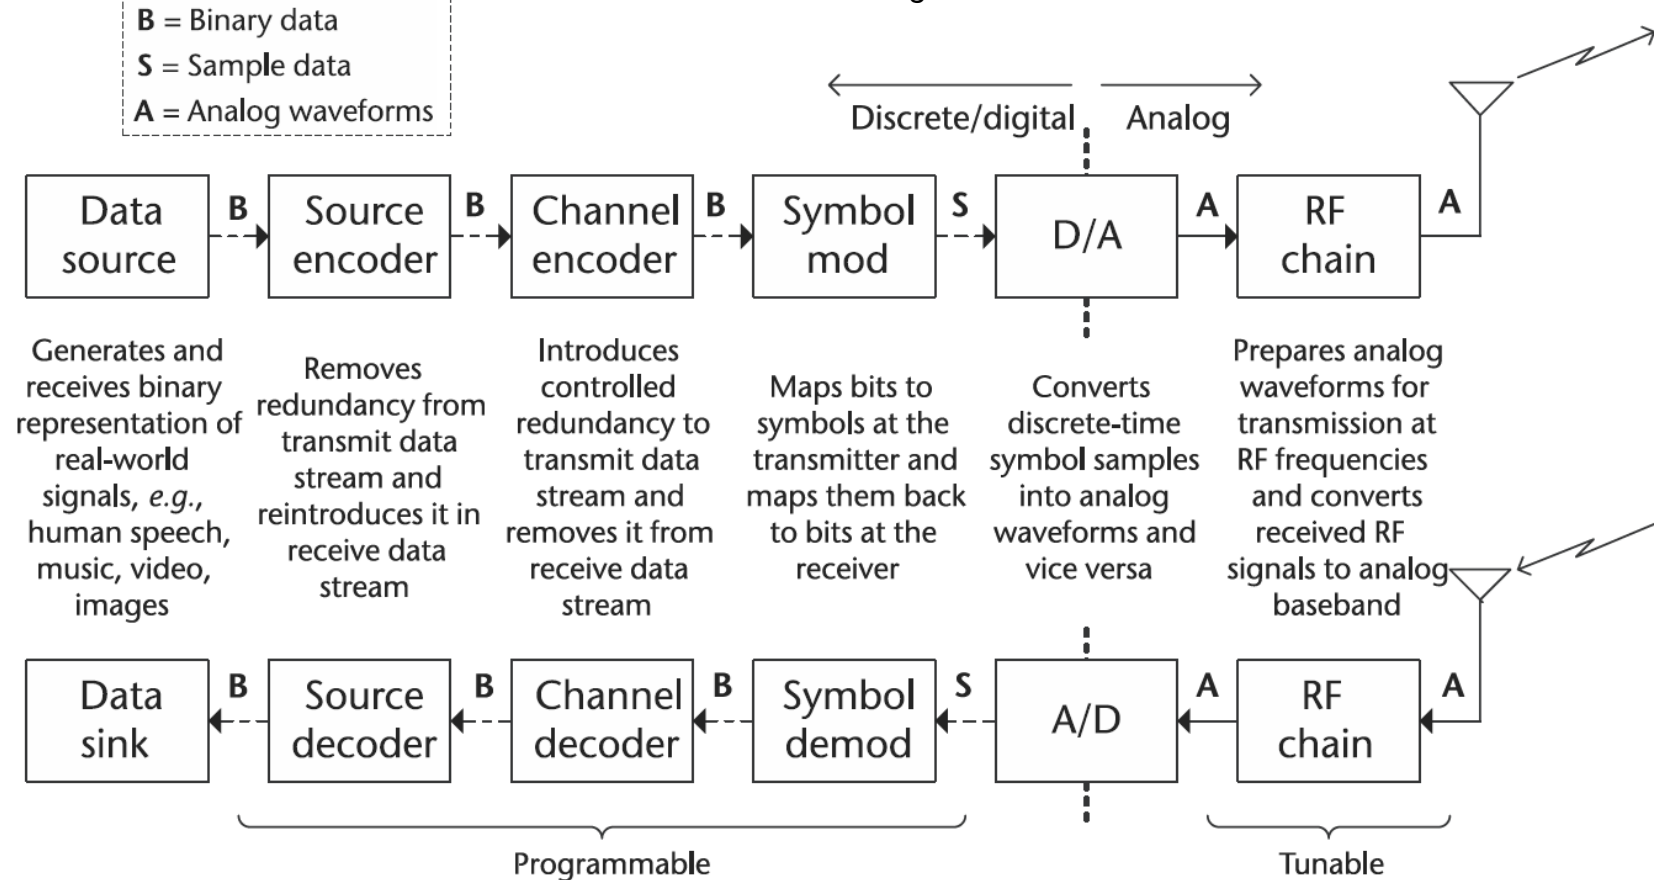 B = Binary data
S = Sample data
A = Analog waveforms
Discrete/digital
Analog
Data
source
B
Source
encoder
B
Channel
encoder
B
Symbol
mod
S
D/A
A
RF
chain
A
Generates and
receives binary
representation of
real-world
signals, e.g.,
human speech,
music, video,
images
Removes
redundancy from
transmit data
stream and
reintroduces it in
receive data
stream
Introduces
controlled
redundancy to
transmit data
stream and
removes it from
receive data
stream
Maps bits to
symbols at the
transmitter and
maps them back
to bits at the
receiver
Converts
discrete-time
symbol samples
into analog
waveforms and
vice versa
Prepares analog
waveforms for
transmission at
RF frequencies
and converts
received RF
signals to analog
baseband
Data
sink
B
Source
decoder
B
Channel
decoder
B
Symbol
demod
S
A/D
A
RF
chain
A
Programmable
Tunable